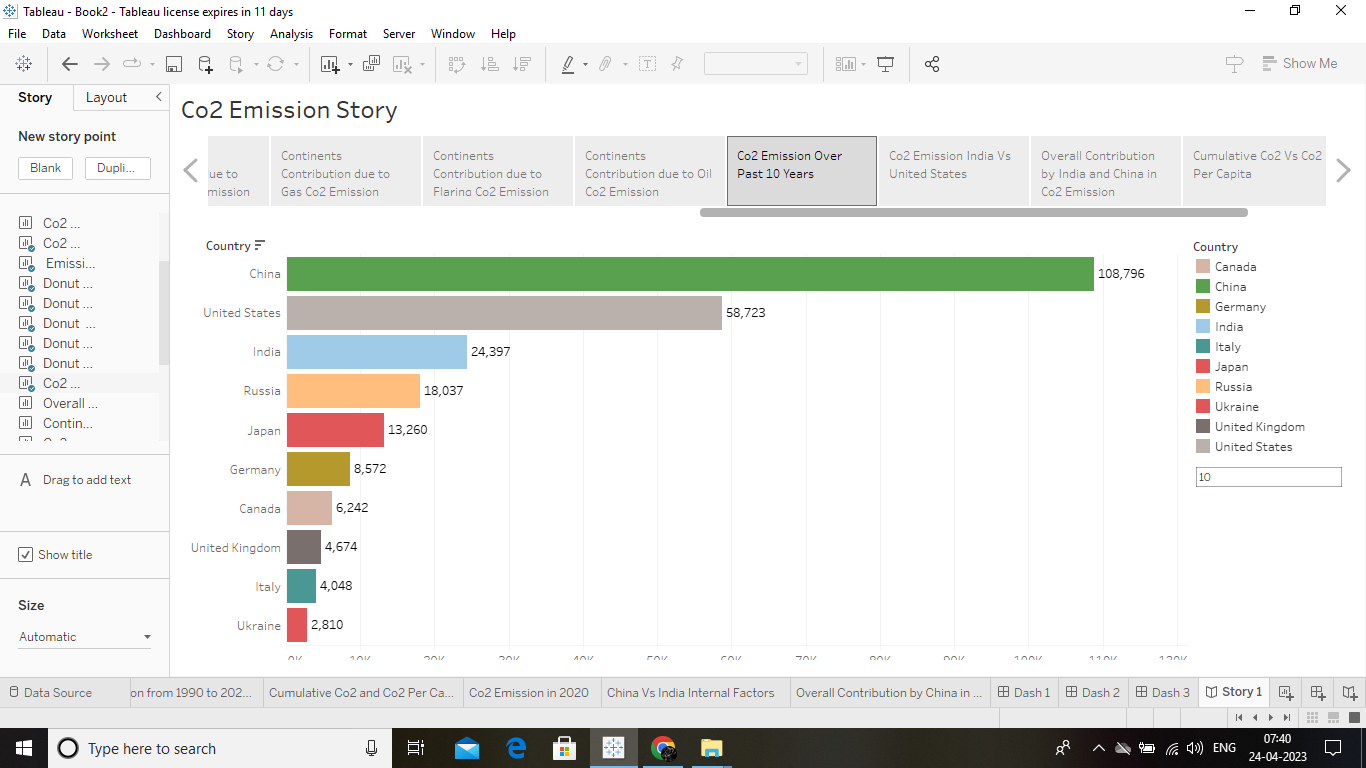 Tableau - Book2 - Tableau license expires in 11 days
File Data Worksheet Dashboard Story Analysis Format Server Window Help
Show Me
Story Layout
New story point
Blank Dupli...
Co2 ...
Co2 ...
Emissi...
Donut ...
Donut ...
Donut ...
Donut ...
Donut ...
Co2 ...
Overall ...
Contin...
A Drag to add text
Show title
Size
Automatic
Co2 Emission Story
ue to
mission
Continents
Contribution due to
Gas Co2 Emission
Continents
Contribution due to
Flaring Co2 Emission
Continents
Contribution due to Oil
Co2 Emission
Co2 Emission Over
Past 10 Years
Co2 Emission India Vs
United States
Overall Contribution
by India and China in
Co2 Emission
Cumulative Co2 Vs Co2
Per Capita
Country
China 108,796
United States 58,723
India 24,397
Russia 18,037
Japan 13,260
Germany 8,572
Canada 6,242
United Kingdom 4,674
Italy 4,048
Ukraine 2,810
0K 10K 20K 30K 40K 50K 60K 70K 80K 90K 100K 110K 120K
Country
Canada
China
Germany
India
Italy
Japan
Russia
Ukraine
United Kingdom
United States
10
Data Source on from 1990 to 202... Cumulative Co2 and Co2 Per Ca... Co2 Emission in 2020 China Vs India Internal Factors Overall Contribution by China in ... Dash 1 Dash 2 Dash 3 Story 1
Type here to search
ENG
07:40
24-04-2023